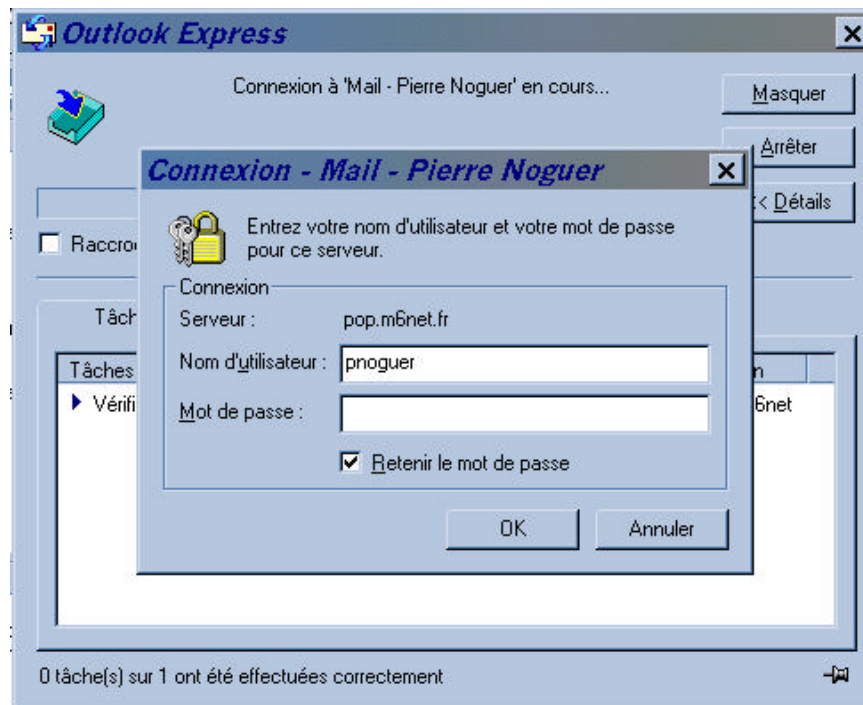 Outlook Express
Connexion à 'Mail - Pierre Noguer' en cours...
Masquer
Arrêter
<< Détails
Connexion - Mail - Pierre Noguer
Entrez votre nom d'utilisateur et votre mot de passe
pour ce serveur.
Connexion
Serveur : pop.m6net.fr
Nom d'utilisateur : pnoguer
Mot de passe :
Retenir le mot de passe
OK Annuler
Tâches
0 tâche(s) sur 1 ont été effectuées correctement